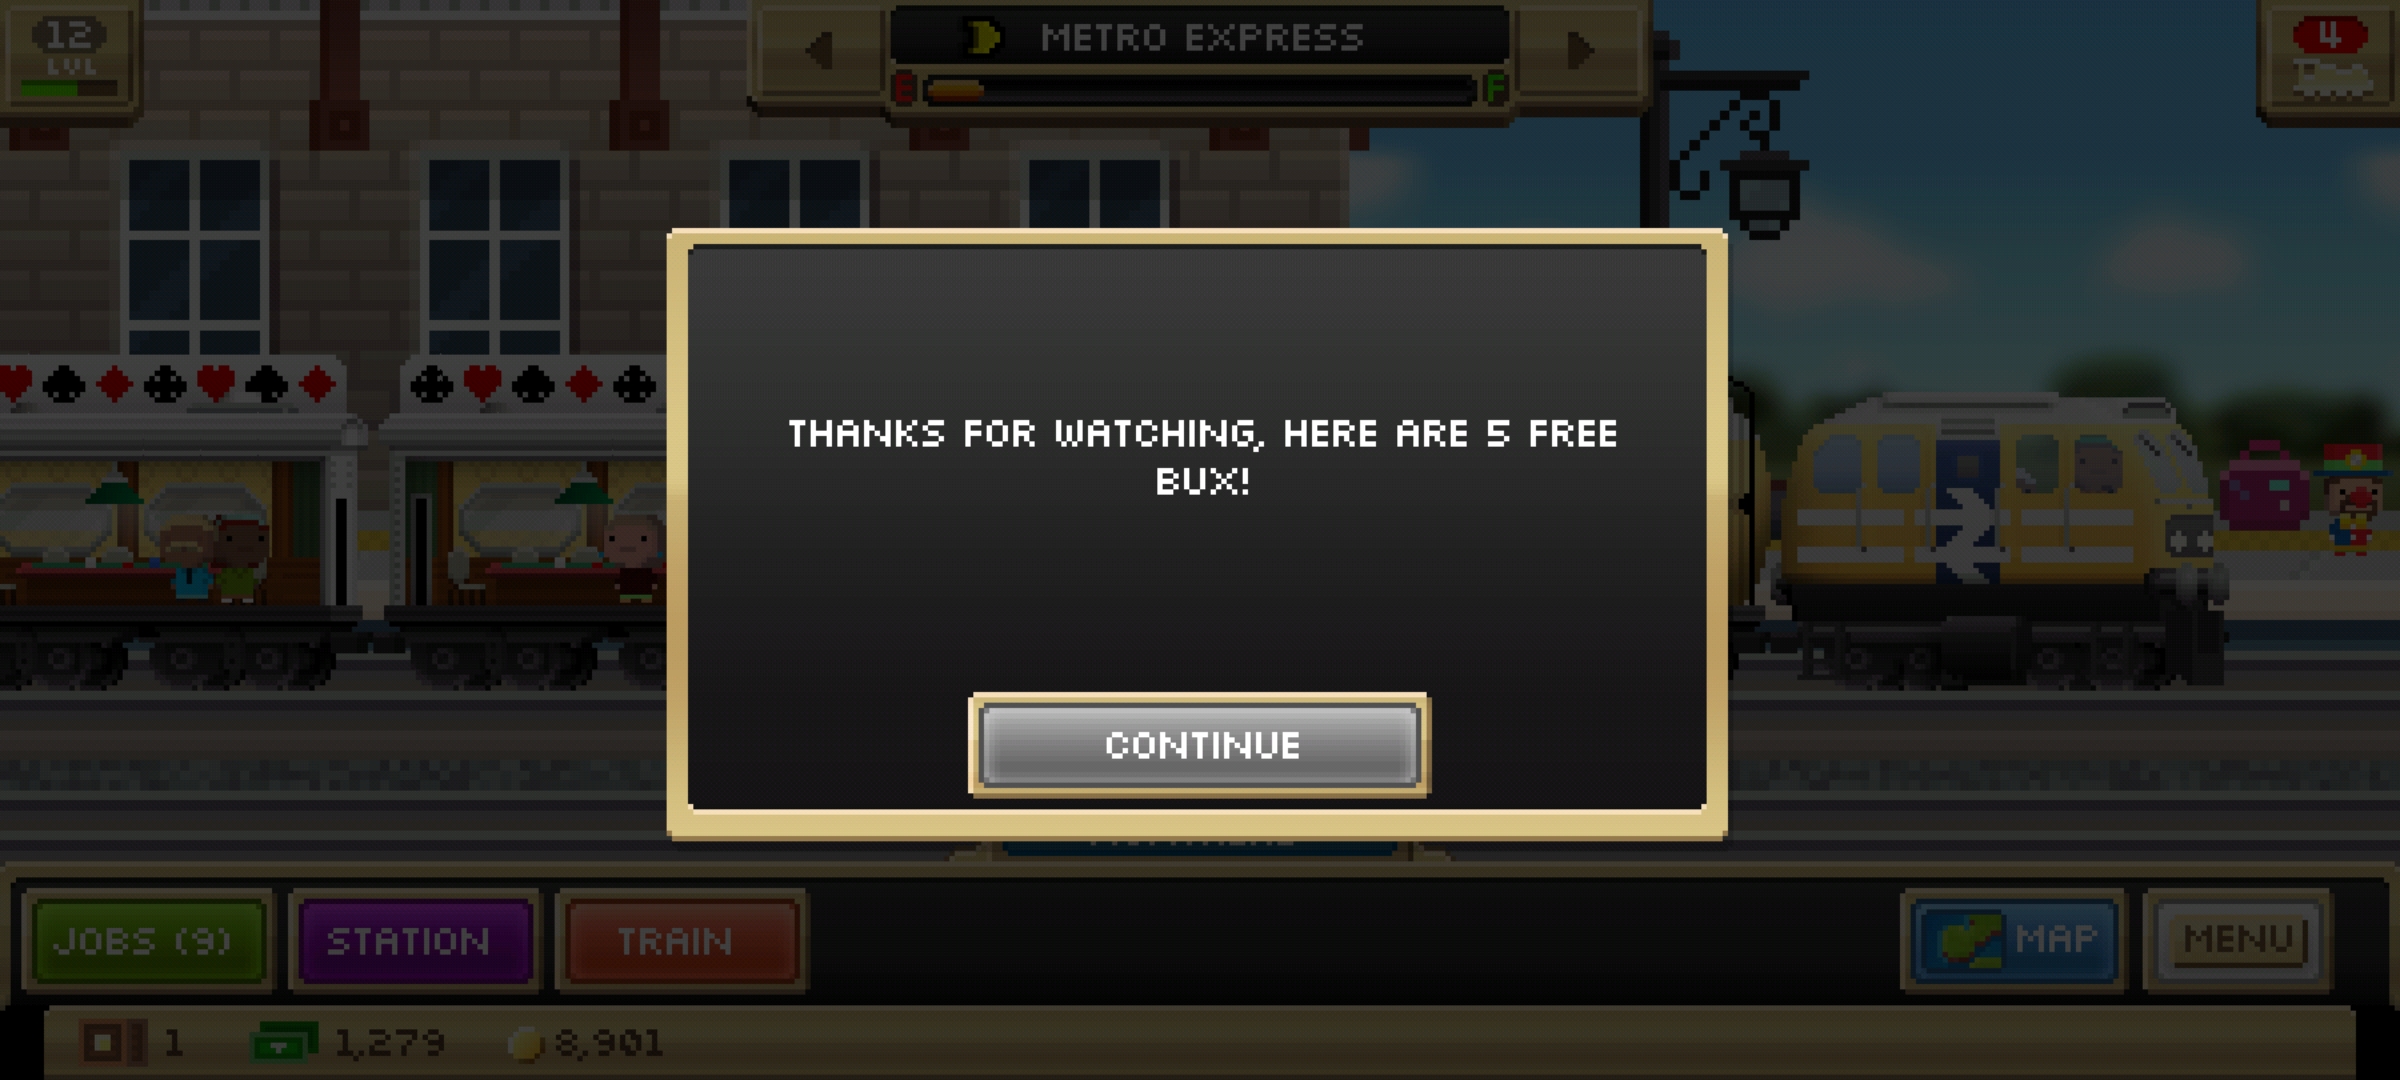 12
LVL
METRO EXPRESS
E
F
4
THANKS FOR WATCHING, HERE ARE 5 FREE
BUX!
CONTINUE
JOBS (9)
STATION
TRAIN
MAP
MENU
1
1,279
8,901